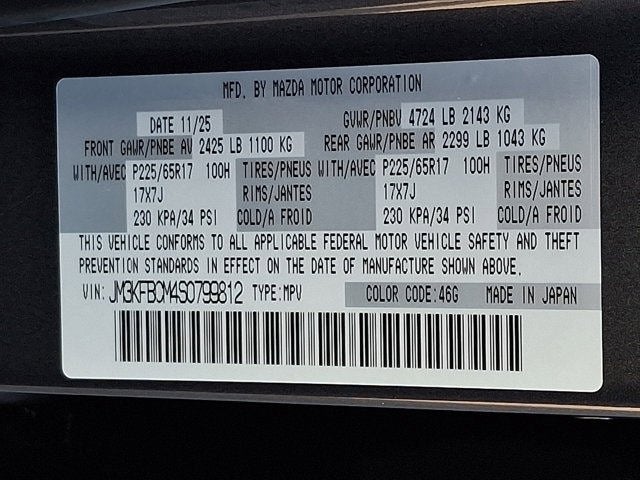 MFD. BY MAZDA MOTOR CORPORATION
DATE 11/25 GVWR/PNBV 4724 LB 2143 KG
FRONT GAWR/PNBE AV 2425 LB 1100 KG REAR GAWR/PNBE AR 2299 LB 1043 KG
WITH/AVEC P225/65R17 100H TIRES/PNEUS WITH/AVEC P225/65R17 100H TIRES/PNEUS
17X7J RIMS/JANTES 17X7J RIMS/JANTES
230 KPA/34 PSI COLD/A FROID 230 KPA/34 PSI COLD/A FROID
THIS VEHICLE CONFORMS TO ALL APPLICABLE FEDERAL MOTOR VEHICLE SAFETY AND THEFT
PREVENTION STANDARDS IN EFFECT ON THE DATE OF MANUFACTURE SHOWN ABOVE.
VIN: JM3KFBCM4S0799812 TYPE:MPV COLOR CODE:46G MADE IN JAPAN